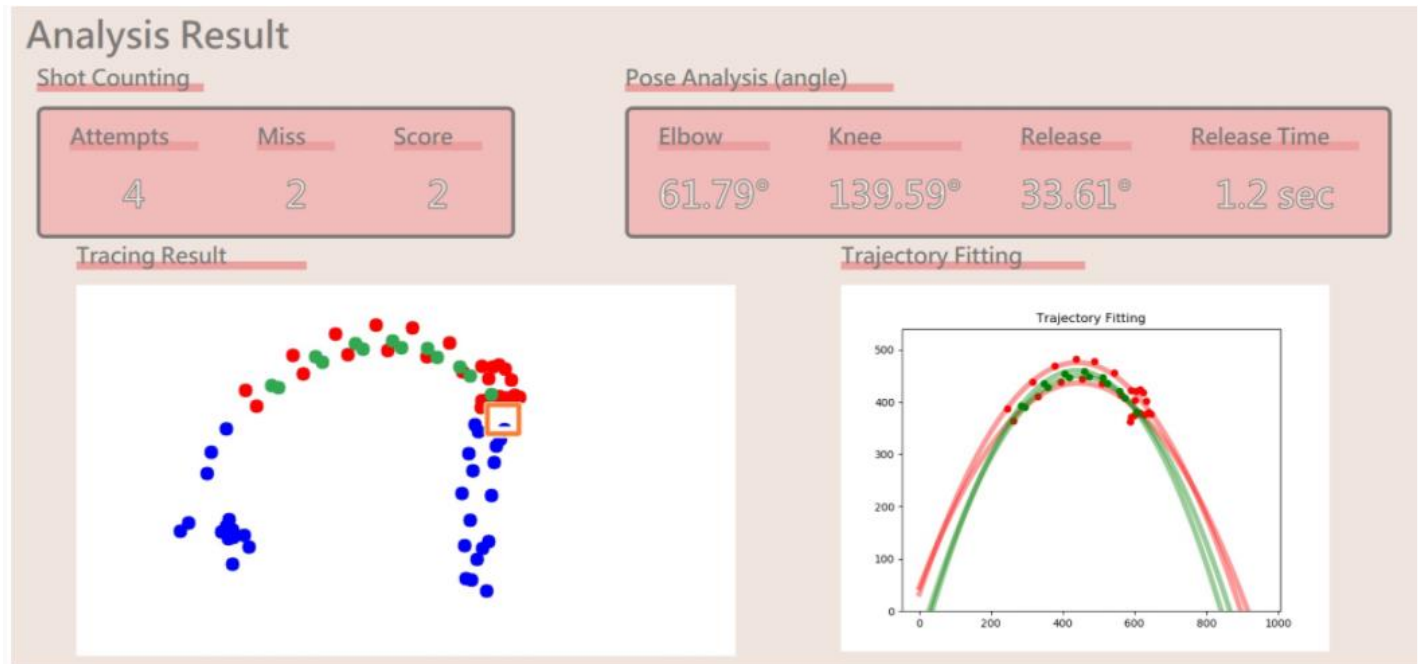 Analysis Result
Shot Counting
Attempts Miss Score
4 2 2
Pose Analysis (angle)
Elbow Knee Release Release Time
61.79° 139.59° 33.61° 1.2 sec
Tracing Result
Trajectory Fitting
Trajectory Fitting
500
400
300
200
100
0
0 200 400 600 800 1000